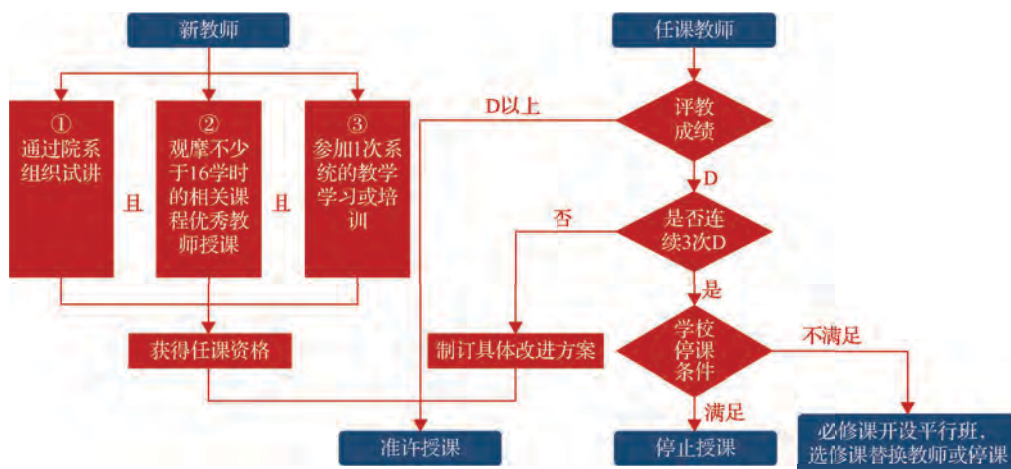 新教师
任课教师
D以上
评教
成绩
①
通过院系
组织试讲
且
②
观摩不少
于16学时
的相关课
程优秀教
师授课
且
③
参加1次系
统的教学
学习或培
训
D
是否连
续3次D
否
是
获得任课资格
制订具体改进方案
学校
停课
条件
不满足
满足
准许授课
停止授课
必修课开设平行班,
选修课替换教师或停课